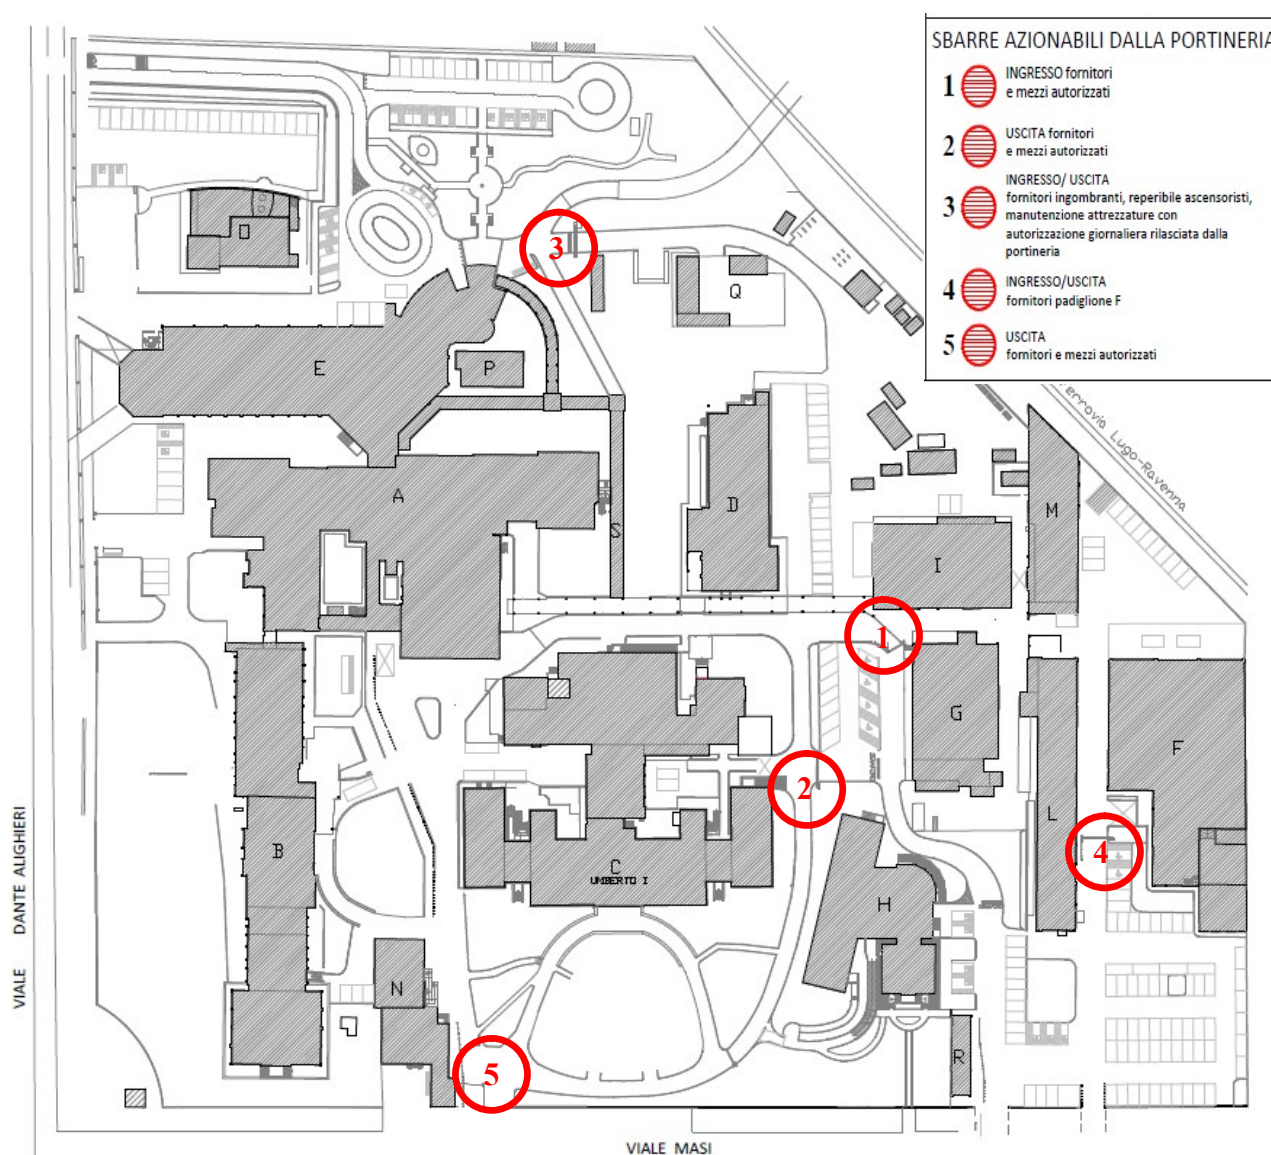 SBARRE AZIONABILI DALLA PORTINERIA
1 INGRESSO fornitori
e mezzi autorizzati
2 USCITA fornitori
e mezzi autorizzati
3 INGRESSO/ USCITA
fornitori ingombranti, reperibile ascensoristi,
manutenzione attrezzature con
autorizzazione giornaliera rilasciata dalla
portineria
4 INGRESSO/USCITA
fornitori padiglione F
5 USCITA
fornitori e mezzi autorizzati
O
3
Q
E
P
Ferrovia Lugo-Ravenna
A
D
S
M
I
1
G
F
2
L
4
B
C
UMBERTO I
H
N
R
5
VIALE DANTE ALIGHIERI
VIALE MASI